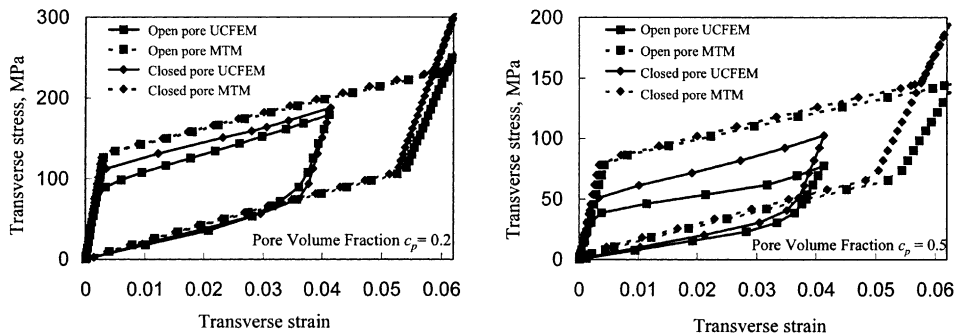 300
200
100
0
Transverse stress, MPa
Open pore UCFEM
Open pore MTM
Closed pore UCFEM
Closed pore MTM
Pore Volume Fraction cp= 0.2
0 0.01 0.02 0.03 0.04 0.05 0.06
Transverse strain
200
150
100
50
0
Transverse stress, MPa
Open pore UCFEM
Open pore MTM
Closed pore UCFEM
Closed pore MTM
Pore Volume Fraction cp= 0.5
0 0.01 0.02 0.03 0.04 0.05 0.06
Transverse strain